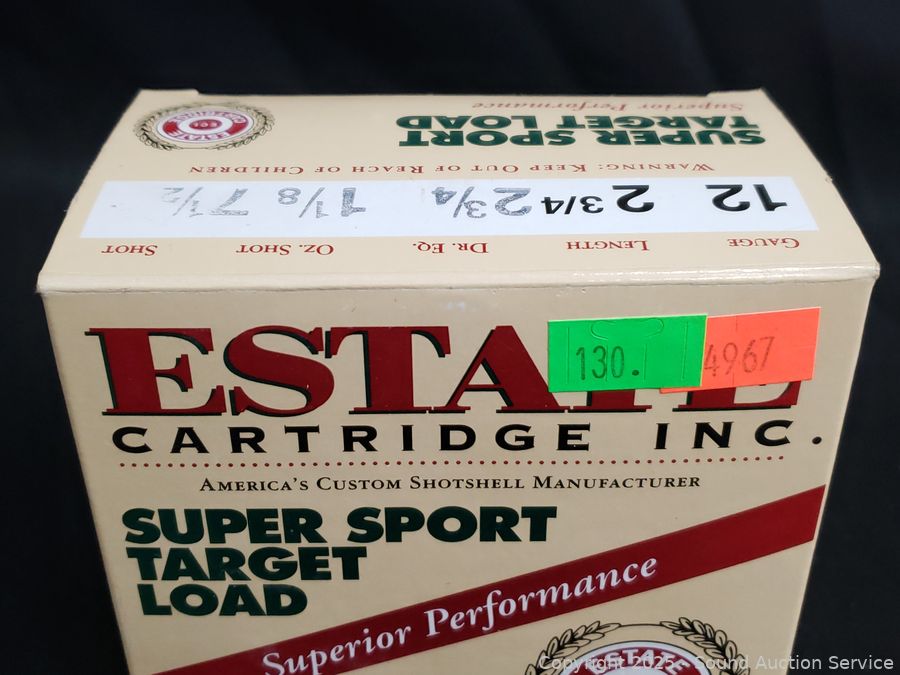 Superior Performance
SUPER SPORT
TARGET LOAD
WARNING: KEEP OUT OF REACH OF CHILDREN
GAUGE LENGTH DR. EQ. OZ. SHOT SHOT
12 2 3/4 2 3/4 1 1/8 7 1/2
ESTATE
130.
4967
CARTRIDGE INC.
AMERICA'S CUSTOM SHOTSHELL MANUFACTURER
SUPER SPORT
TARGET
LOAD
Superior Performance
ESTATE
Copyright 2025 - Sound Auction Service